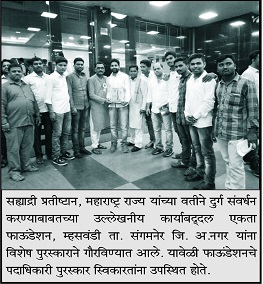 सह्याद्री प्रतीष्टान, महाराष्ट्र राज्य यांच्या वतीने दुर्ग संवर्धन
करण्याबाबतच्या उल्लेखनीय कार्याबद्दल एकता
फाऊंडेशन, म्हसवंडी ता. संगमनेर जि. अ.नगर यांना
विशेष पुरस्काराने गौरविण्यात आले. यावेळी फाऊंडेशनचे
पदाधिकारी पुरस्कार स्विकारतांना उपस्थित होते.